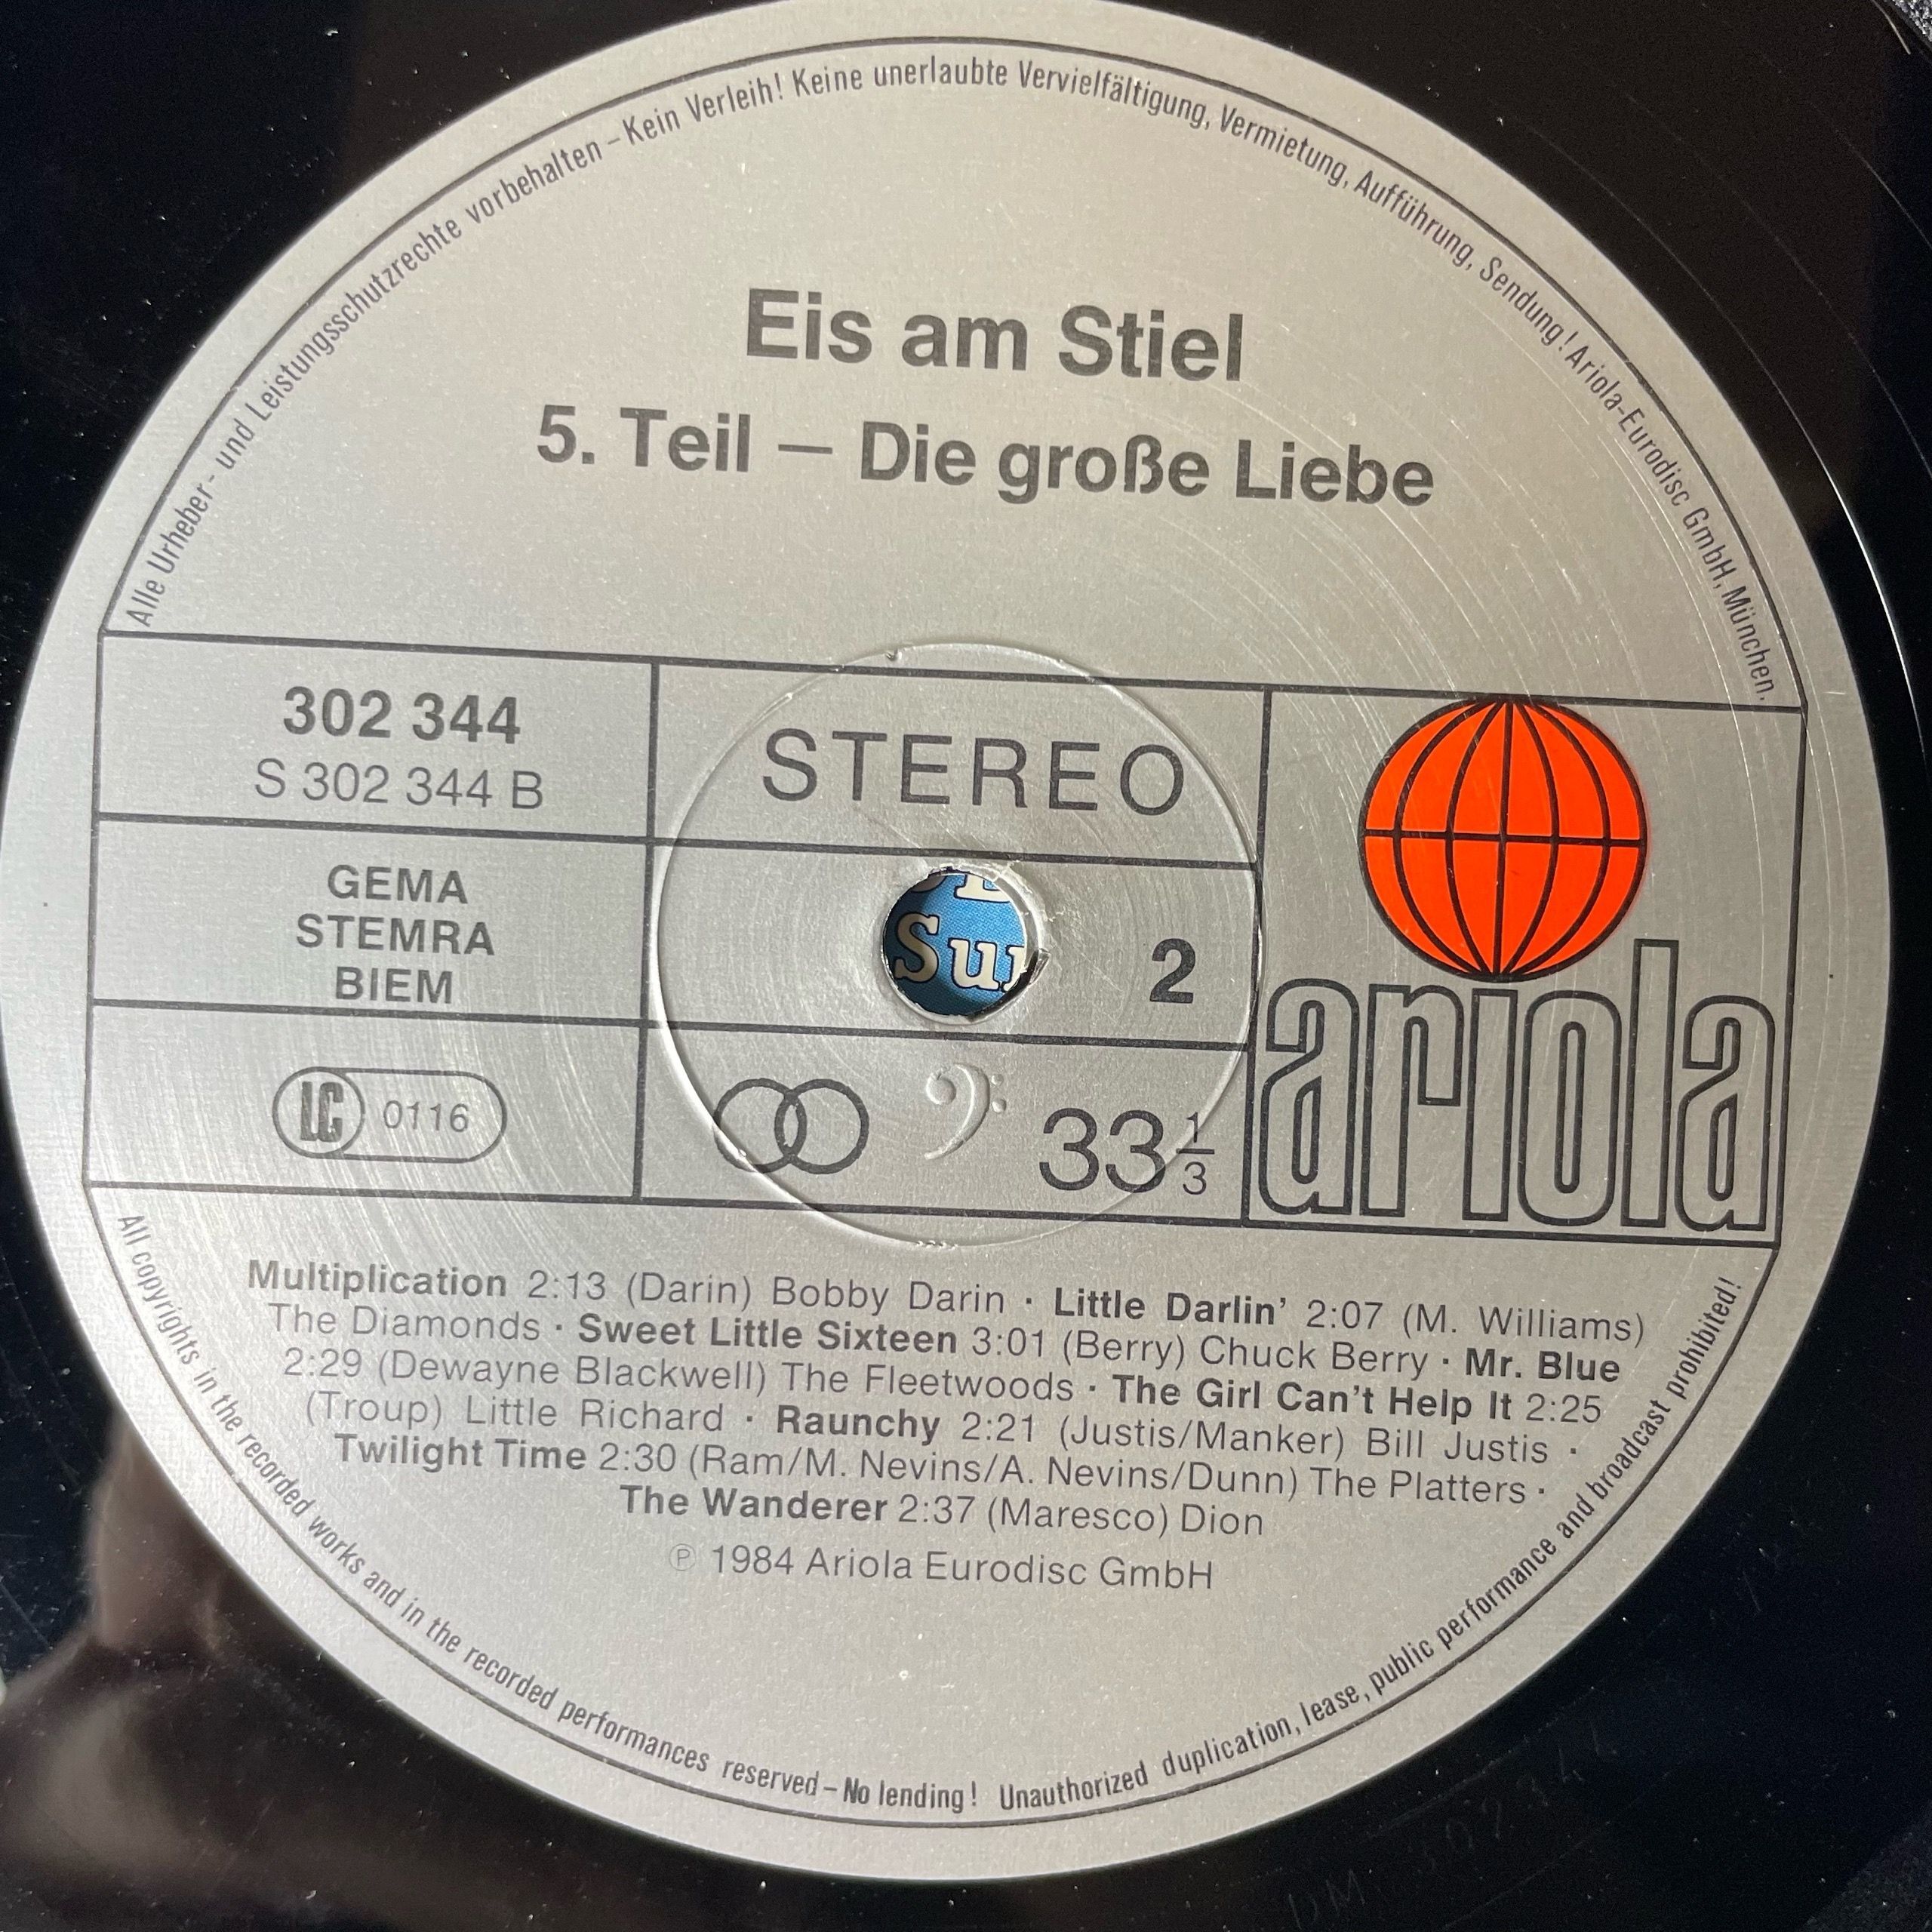 Alle Urheber- und Leistungsschutzrechte vorbehalten – Kein Verleih! Keine unerlaubte Vervielfältigung, Vermietung, Aufführung, Sendung! Ariola-Eurodisc GmbH, München.
Eis am Stiel
5. Teil — Die große Liebe
302 344
S 302 344 B
STEREO
GEMA
STEMRA
BIEM
Sur
2
LC 0116
33 1/3
ariola
Multiplication 2:13 (Darin) Bobby Darin · Little Darlin’ 2:07 (M. Williams)
The Diamonds · Sweet Little Sixteen 3:01 (Berry) Chuck Berry · Mr. Blue
2:29 (Dewayne Blackwell) The Fleetwoods · The Girl Can’t Help It 2:25
(Troup) Little Richard · Raunchy 2:21 (Justis/Manker) Bill Justis ·
Twilight Time 2:30 (Ram/M. Nevins/A. Nevins/Dunn) The Platters ·
The Wanderer 2:37 (Maresco) Dion
℗ 1984 Ariola Eurodisc GmbH
All copyrights in the recorded works and in the recorded performances reserved – No lending! Unauthorized duplication, lease, public performance and broadcast prohibited!